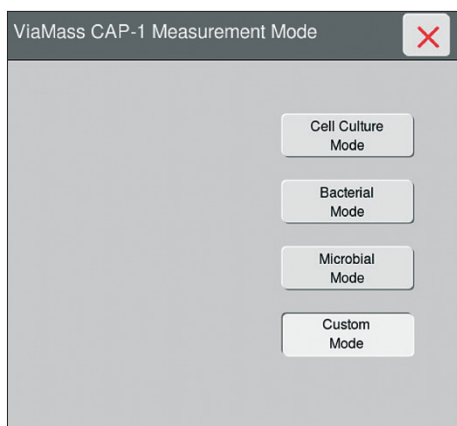 ViaMass CAP-1 Measurement Mode
Cell Culture
Mode
Bacterial
Mode
Microbial
Mode
Custom
Mode